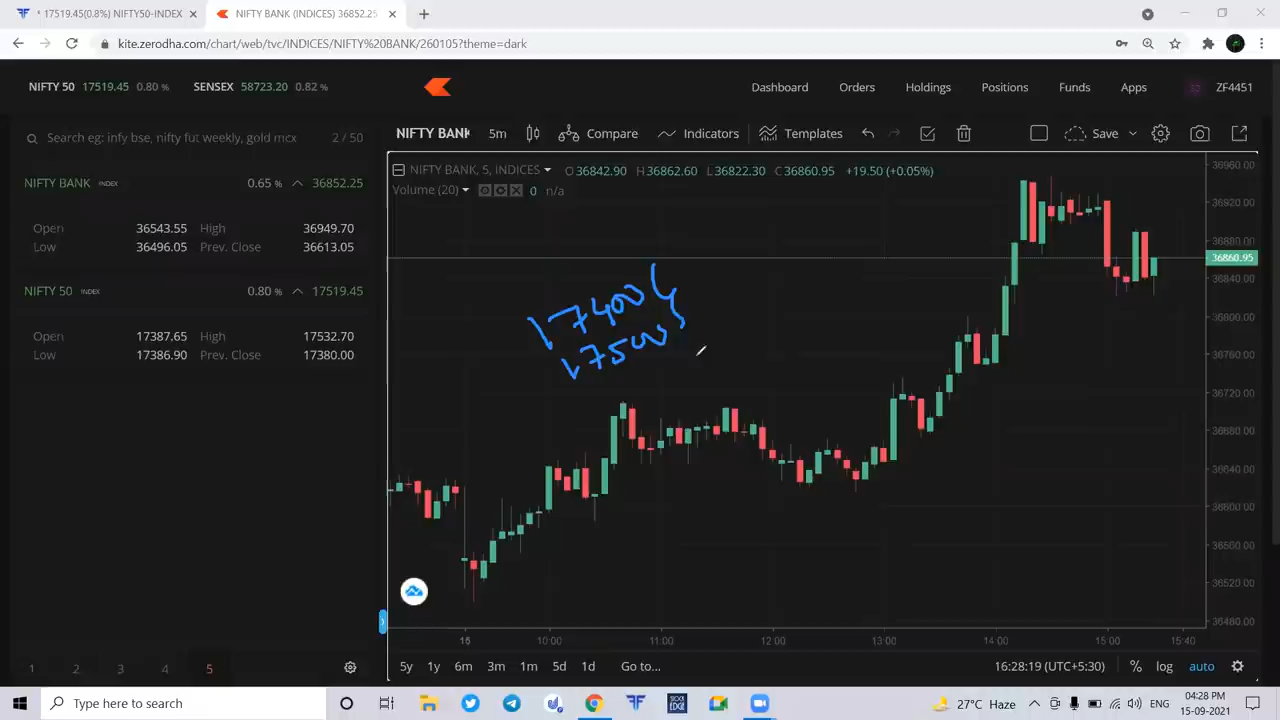 * 17519.45(0.8%) NIFTY50-INDEX
NIFTY BANK (INDICES) 36852.25
kite.zerodha.com/chart/web/tvc/INDICES/NIFTY%20BANK/260105?theme=dark
NIFTY 50 17519.45 0.80 % SENSEX 58723.20 0.82 %
Dashboard Orders Holdings Positions Funds Apps ZF4451
Search eg: infy bse, nifty fut weekly, gold mcx 2 / 50
NIFTY BANK INDEX 0.65 % 36852.25
Open 36543.55 High 36949.70
Low 36496.05 Prev. Close 36613.05
NIFTY 50 INDEX 0.80 % 17519.45
Open 17387.65 High 17532.70
Low 17386.90 Prev. Close 17380.00
1 2 3 4 5
NIFTY BANK 5m Compare Indicators Templates Save
NIFTY BANK, 5, INDICES O 36842.90 H 36862.60 L 36822.30 C 36860.95 +19.50 (+0.05%)
Volume (20) 0 n/a
17400
17500
36960.00
36920.00
36880.00
36860.95
36840.00
36800.00
36760.00
36720.00
36680.00
36640.00
36600.00
36560.00
36520.00
36480.00
16 10:00 11:00 12:00 13:00 14:00 15:00 15:40
5y 1y 6m 3m 1m 5d 1d Go to... 16:28:19 (UTC+5:30) % log auto
Type here to search
27°C Haze ENG
04:28 PM
15-09-2021